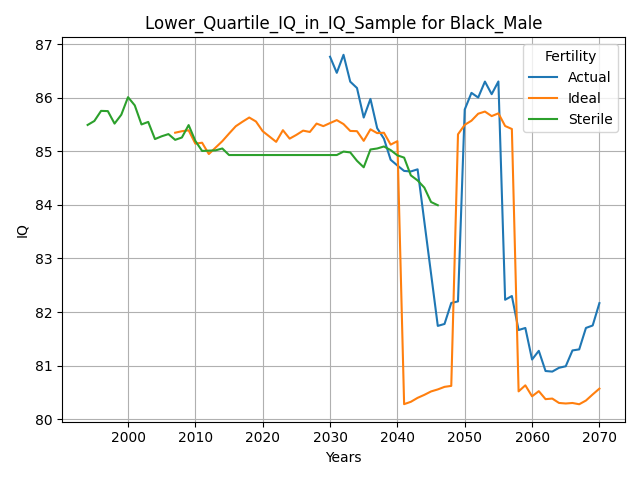 Lower_Quartile_IQ_in_IQ_Sample for Black_Male
Fertility
Actual
Ideal
Sterile
IQ
87
86
85
84
83
82
81
80
2000 2010 2020 2030 2040 2050 2060 2070
Years